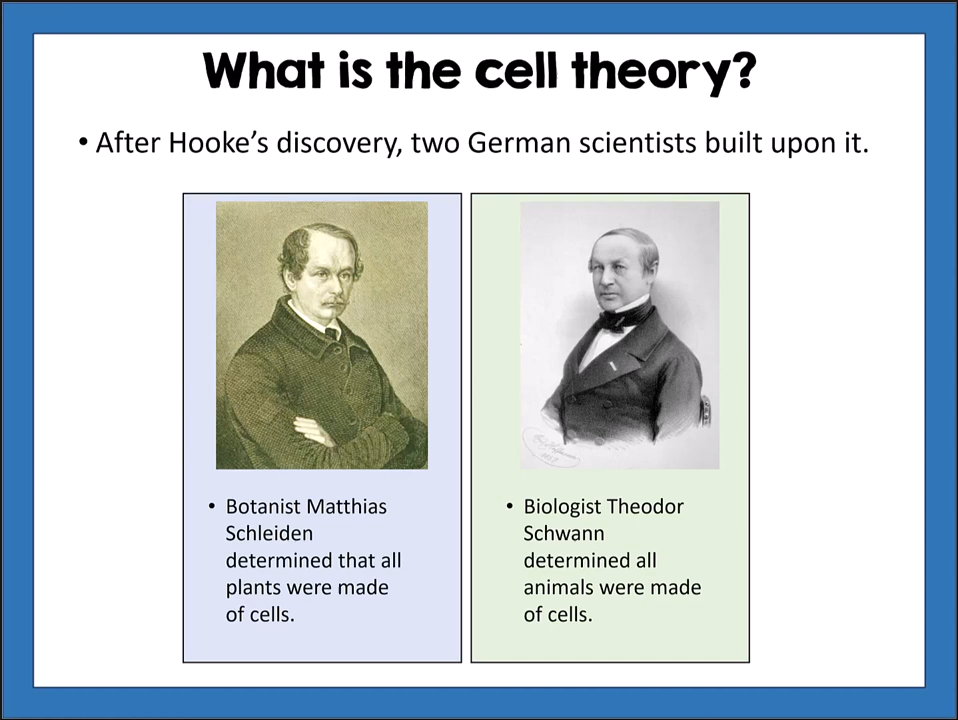 What is the cell theory?
• After Hooke's discovery, two German scientists built upon it.
• Botanist Matthias
Schleiden
determined that all
plants were made
of cells.
• Biologist Theodor
Schwann
determined all
animals were made
of cells.
1857